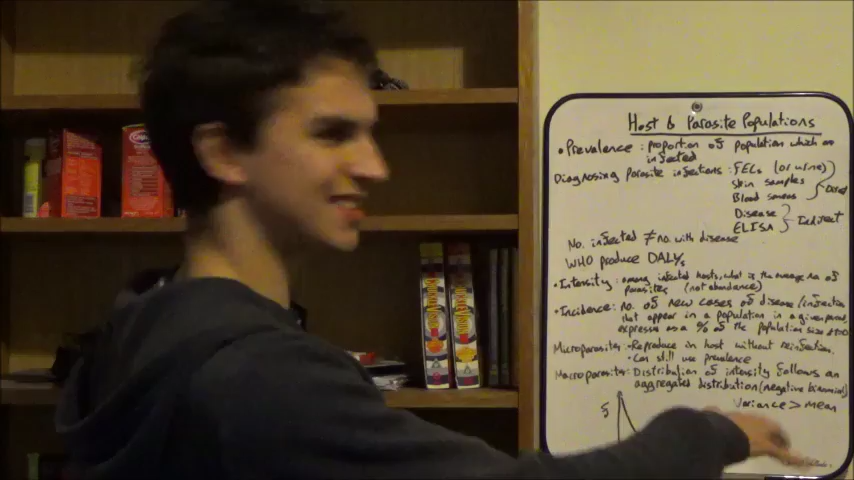 Host & Parasite Populations
• Prevalence : proportion of population which are
infected
Diagnosing Parasite infections : FECs (or urine)
Skin samples
Blood smears
Direct
Disease
ELISA
Indirect
No. infected ≠ no. with disease
WHO produce DALYs
• Intensity : among infected hosts, what is the average no. of
parasites (not abundance)
• Incidence : no. of new cases of disease/infection
that appear in a population in a given period,
express as a % of the population size at t=0
Microparasites : • Reproduce in host without reinfection.
• Can still use prevalence
Macroparasites : Distribution of intensity follows an
aggregated distribution (negative binomial)
Variance > mean
f